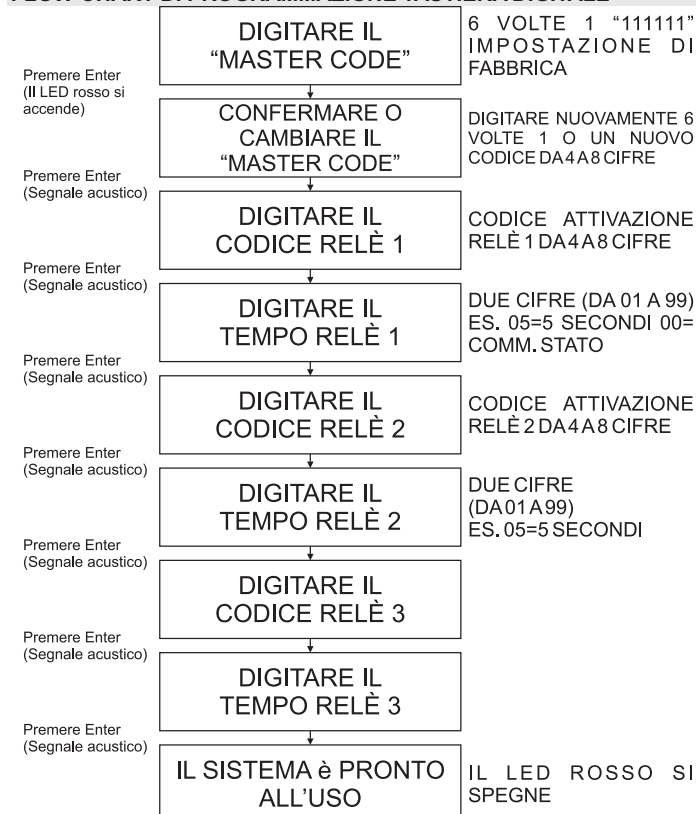 DIGITARE IL
“MASTER CODE”
6 VOLTE 1 “111111”
IMPOSTAZIONE DI
FABBRICA
Premere Enter
(Il LED rosso si
accende)
CONFERMARE O
CAMBIARE IL
“MASTER CODE”
DIGITARE NUOVAMENTE 6
VOLTE 1 O UN NUOVO
CODICE DA 4 A 8 CIFRE
Premere Enter
(Segnale acustico)
DIGITARE IL
CODICE RELÈ 1
CODICE ATTIVAZIONE
RELÈ 1 DA 4 A 8 CIFRE
Premere Enter
(Segnale acustico)
DIGITARE IL
TEMPO RELÈ 1
DUE CIFRE (DA 01 A 99)
ES. 05=5 SECONDI 00=
COMM. STATO
Premere Enter
(Segnale acustico)
DIGITARE IL
CODICE RELÈ 2
CODICE ATTIVAZIONE
RELÈ 2 DA 4 A 8 CIFRE
Premere Enter
(Segnale acustico)
DIGITARE IL
TEMPO RELÈ 2
DUE CIFRE
(DA 01 A 99)
ES. 05=5 SECONDI
Premere Enter
(Segnale acustico)
DIGITARE IL
CODICE RELÈ 3
Premere Enter
(Segnale acustico)
DIGITARE IL
TEMPO RELÈ 3
Premere Enter
(Segnale acustico)
IL SISTEMA è PRONTO
ALL’USO
IL LED ROSSO SI
SPEGNE